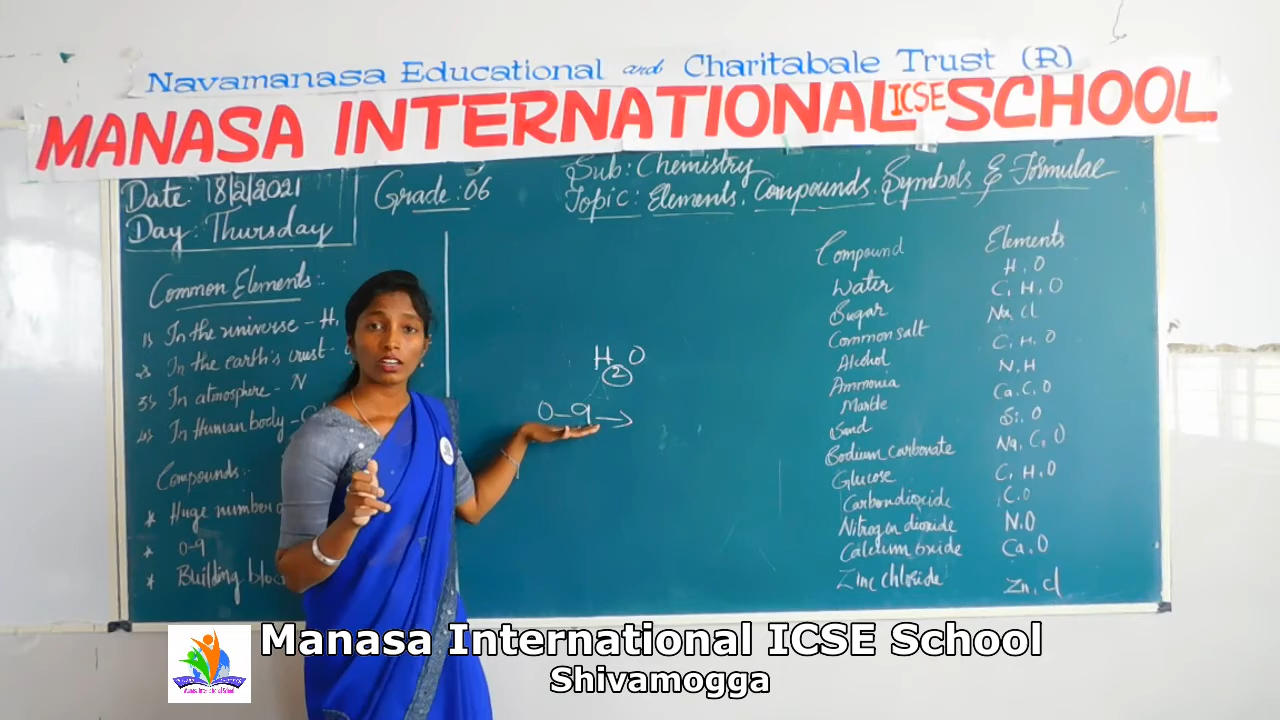 Navamanasa Educational and Charitabale Trust (R)
MANASA INTERNATIONAL ICSE SCHOOL.
Date: 18/2/2021
Day: Thursday
Grade: 06
Sub: Chemistry
Topic: Elements, Compounds, Symbols & Formulae
Common Elements:
1) In the universe - H,
2) In the earth's crust -
3) In atmosphere - N
4) In Human body -
Compounds:
* Huge number
* 0-9
* Building
H 2 O
0-9 →
Compound Elements
Water H, O
Sugar C, H, O
Common salt Na, Cl
Alcohol C, H, O
Ammonia N, H
Marble Ca, C, O
Sand Si, O
Sodium carbonate Na, C, O
Glucose C, H, O
Carbondioxide C, O
Nitrogen dioxide N, O
Calcium oxide Ca, O
Zinc chloride Zn, Cl
Manasa International ICSE School
Shivamogga